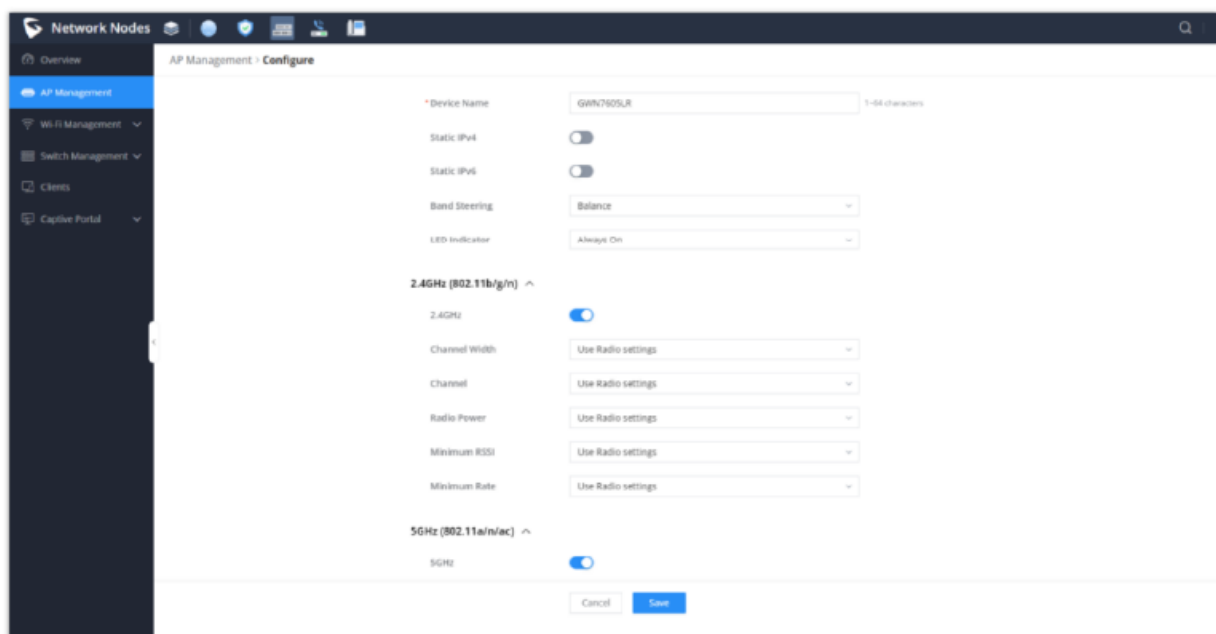 Network Nodes
Overview
AP Management > Configure
AP Management
Wi-Fi Management
Switch Management
Clients
Captive Portal
*Device Name GWN7605LR 1~64 characters
Static IPv4
Static IPv6
Band Steering Balance
LED Indicator Always On
2.4GHz (802.11b/g/n)
2.4GHz
Channel Width Use Radio settings
Channel Use Radio settings
Radio Power Use Radio settings
Minimum RSSI Use Radio settings
Minimum Rate Use Radio settings
5GHz (802.11a/n/ac)
5GHz
Cancel Save